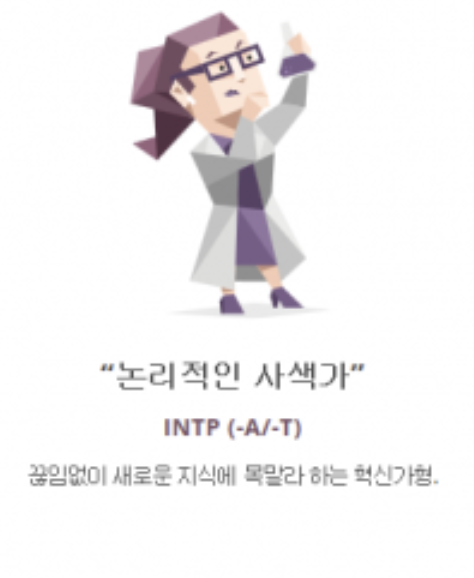 “논리적인 사색가”
INTP (-A/-T)
끊임없이 새로운 지식에 목말라 하는 혁신가형.